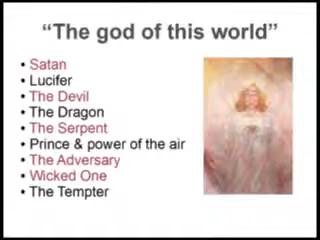 “The god of this world”
• Satan
• Lucifer
• The Devil
• The Dragon
• The Serpent
• Prince & power of the air
• The Adversary
• Wicked One
• The Tempter